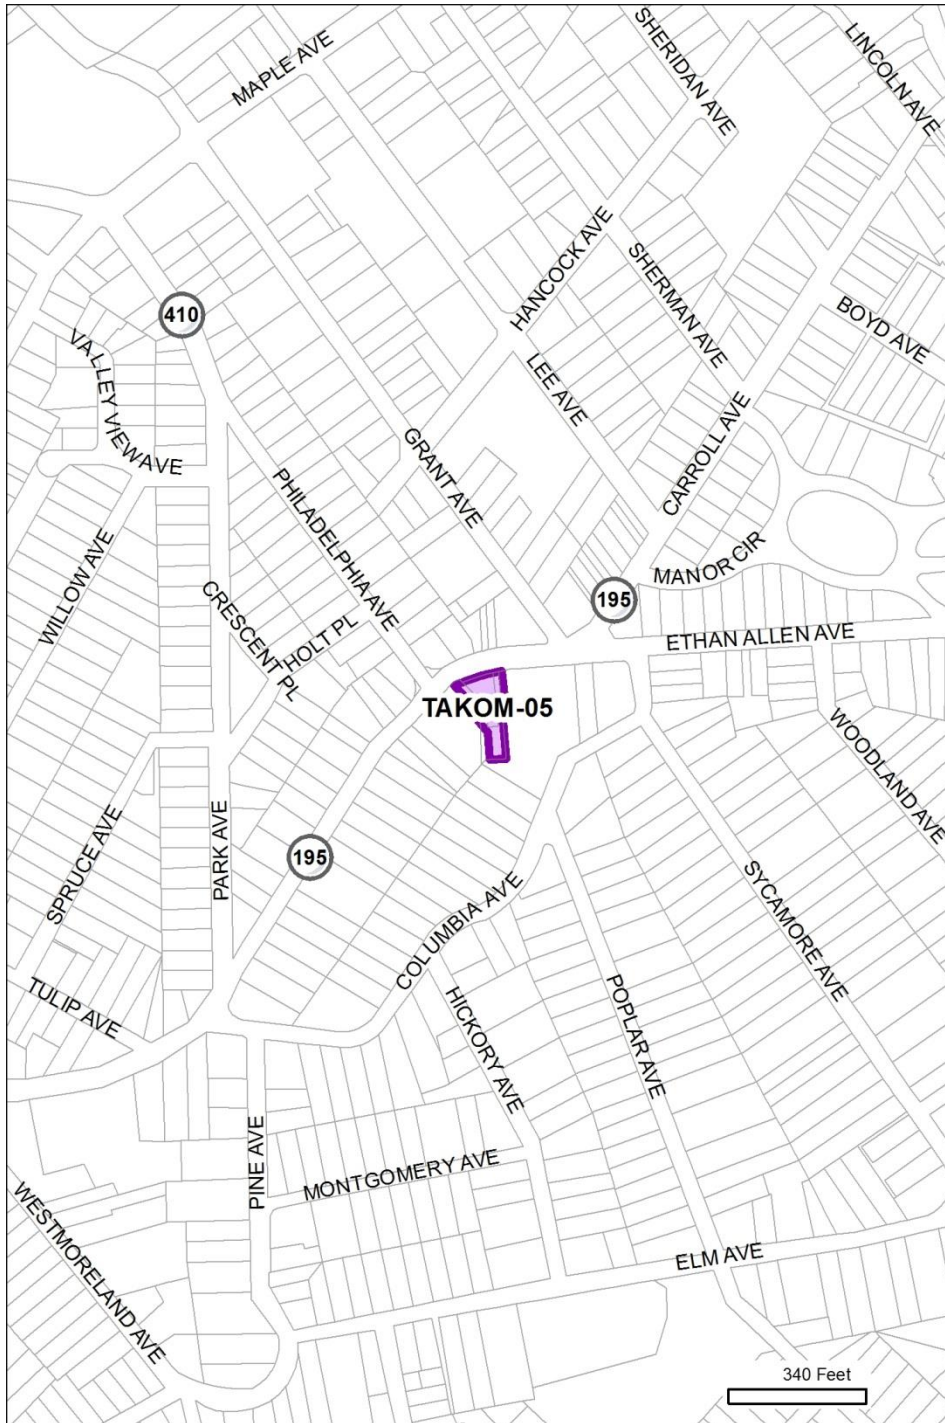 MAPLE AVE
SHERIDAN AVE
LINCOLN AVE
HANCOCK AVE
SHERMAN AVE
BOYD AVE
410
VALLEY VIEW AVE
LEE AVE
CARROLL AVE
GRANT AVE
PHILADELPHIA AVE
WILLOW AVE
CRESCENT PL
HOLT PL
MANOR CIR
195
ETHAN ALLEN AVE
TAKOM-05
WOODLAND AVE
SPRUCE AVE
PARK AVE
195
COLUMBIA AVE
SYCAMORE AVE
TULIP AVE
HICKORY AVE
POPLAR AVE
PINE AVE
MONTGOMERY AVE
WESTMORELAND AVE
ELM AVE
340 Feet